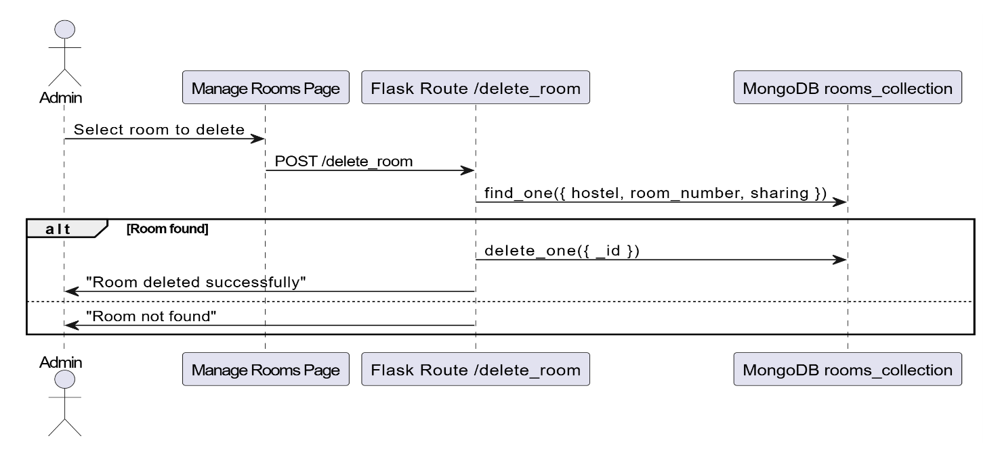 Admin
Manage Rooms Page
Flask Route /delete_room
MongoDB rooms_collection
Select room to delete
POST /delete_room
find_one({ hostel, room_number, sharing })
alt
[Room found]
delete_one({ _id })
"Room deleted successfully"
"Room not found"
Admin
Manage Rooms Page
Flask Route /delete_room
MongoDB rooms_collection